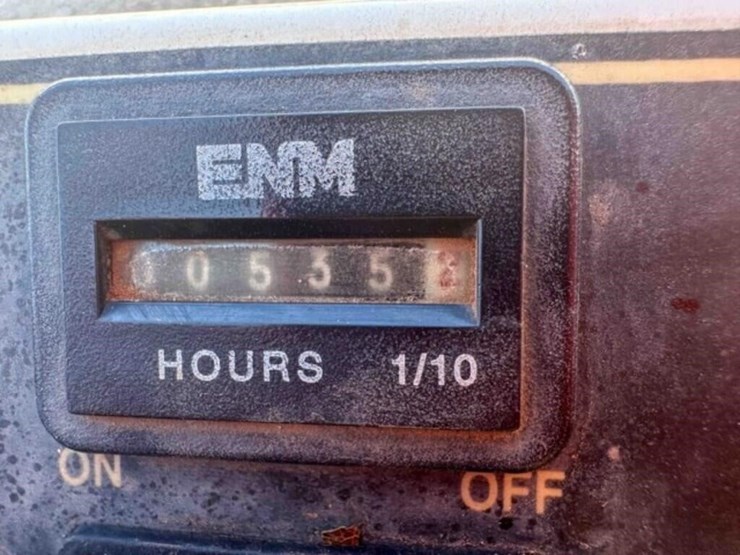 ENM
0535
HOURS 1/10
ON OFF